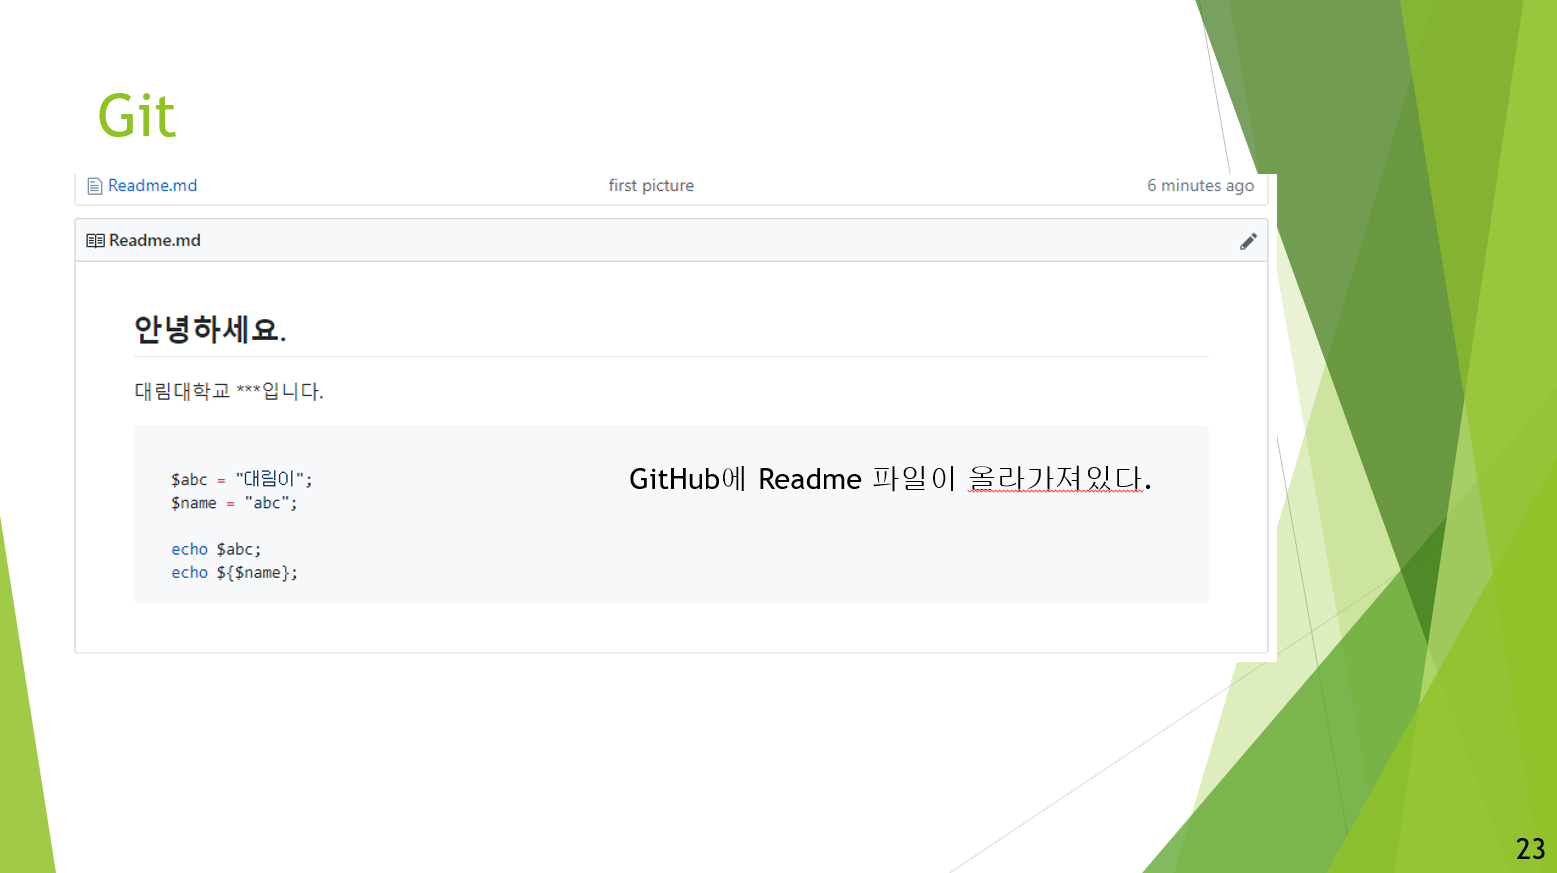 Git
Readme.md first picture 6 minutes ago
Readme.md
안녕하세요.
대림대학교 ***입니다.
$abc = "대림이";
$name = "abc";
echo $abc;
echo ${$name};
GitHub에 Readme 파일이 올라가져있다.
23